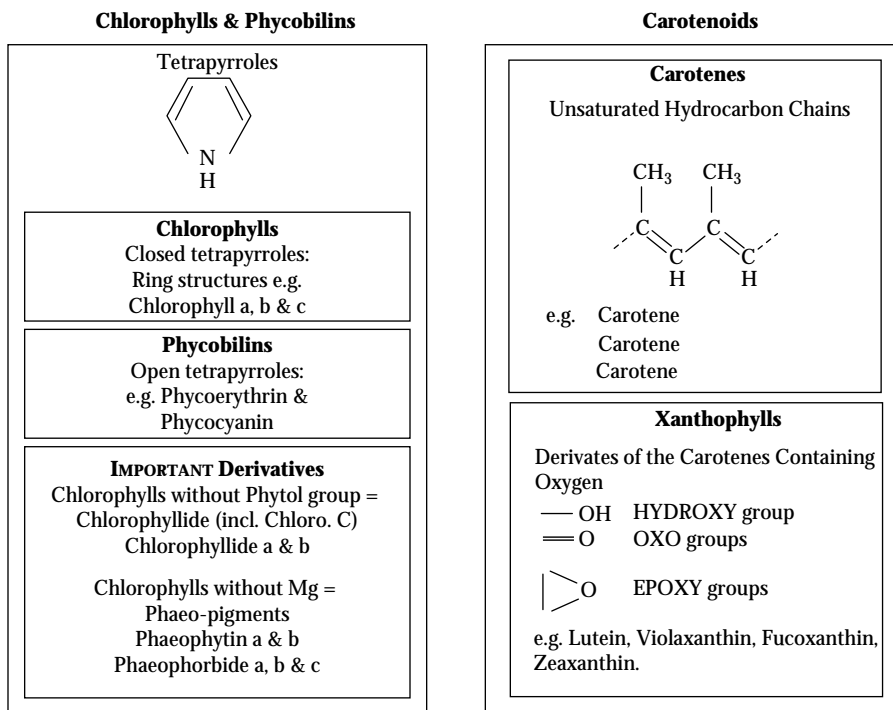 Chlorophylls & Phycobilins
Tetrapyrroles
N
H
Chlorophylls
Closed tetrapyrroles:
Ring structures e.g.
Chlorophyll a, b & c
Phycobilins
Open tetrapyrroles:
e.g. Phycoerythrin &
Phycocyanin
IMPORTANT Derivatives
Chlorophylls without Phytol group =
Chlorophyllide (incl. Chloro. C)
Chlorophyllide a & b
Chlorophylls without Mg =
Phaeo-pigments
Phaeophytin a & b
Phaeophorbide a, b & c
Carotenoids
Carotenes
Unsaturated Hydrocarbon Chains
CH₃ CH₃
C C
C C
H H
e.g. Carotene
Carotene
Carotene
Xanthophylls
Derivates of the Carotenes Containing
Oxygen
OH HYDROXY group
O OXO groups
O EPOXY groups
e.g. Lutein, Violaxanthin, Fucoxanthin,
Zeaxanthin.